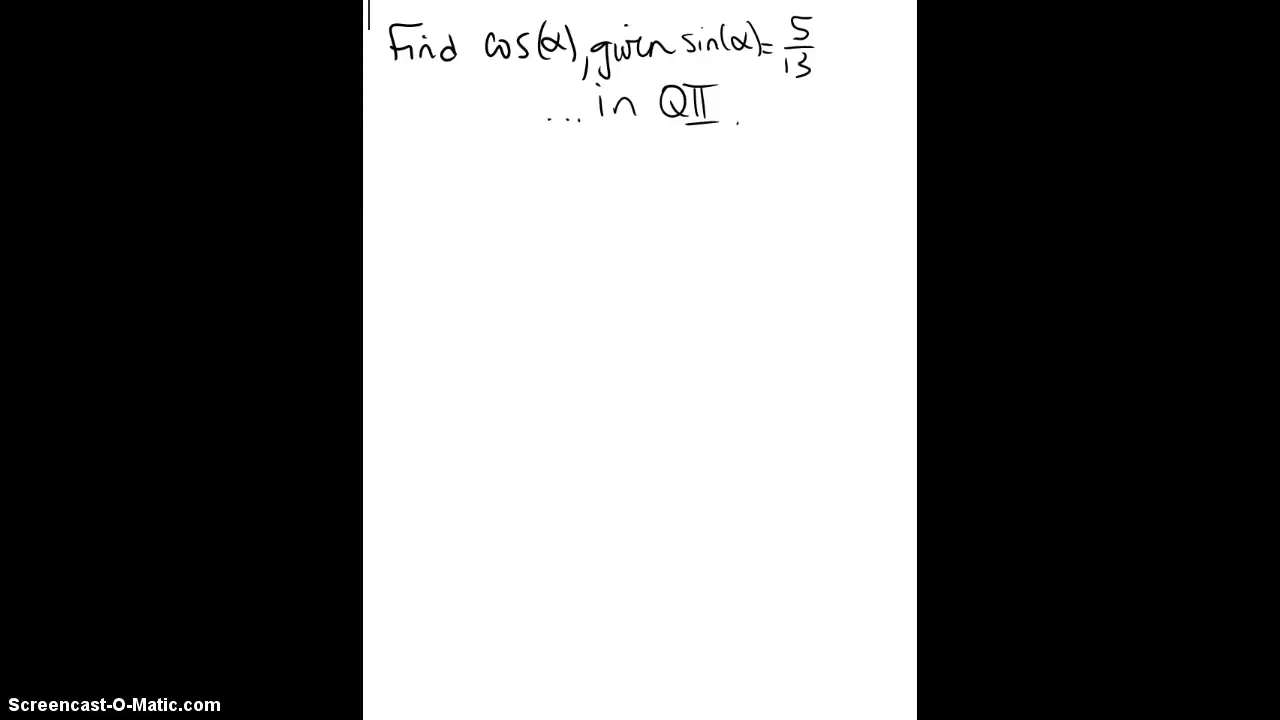 Find cos(α), given sin(α)= 5/13
... in QII.
Screencast-O-Matic.com